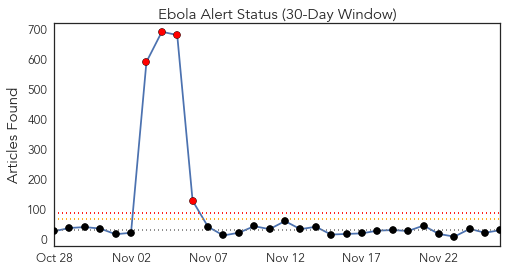 Ebola Alert Status (30-Day Window)
Articles Found
700
600
500
400
300
200
100
0
Oct 28
Nov 02
Nov 07
Nov 12
Nov 17
Nov 22